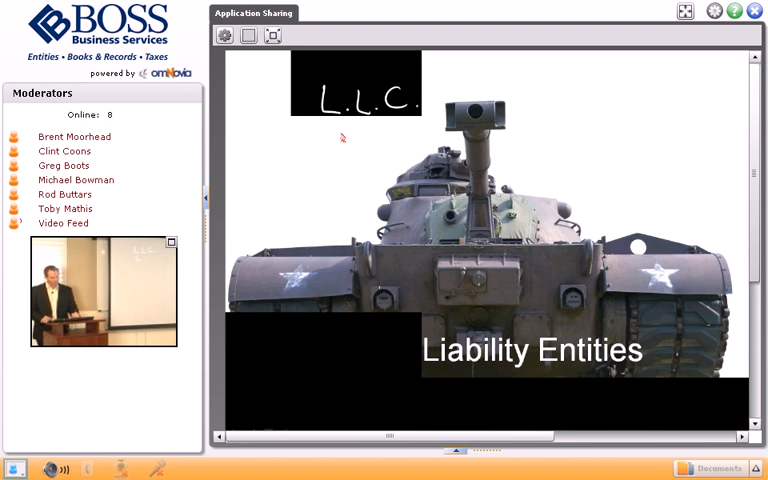 BOSS
Business Services
Entities • Books & Records • Taxes
powered by omNovia
Application Sharing
Moderators
Online: 8
Brent Moorhead
Clint Coons
Greg Boots
Michael Bowman
Rod Buttars
Toby Mathis
Video Feed
L.L.C.
L.L.C.
Liability Entities
Documents